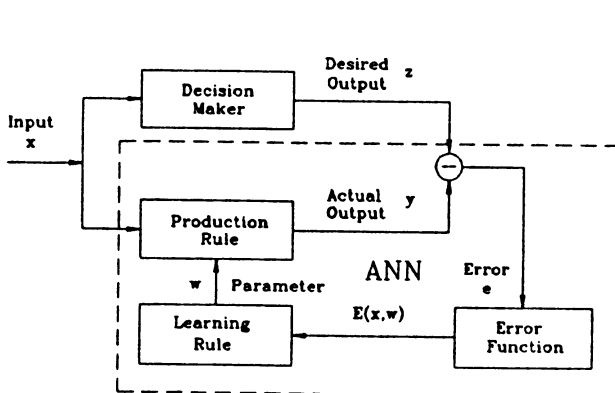 Desired
Output z
Decision
Maker
Input
x
−
Actual
Output y
Production
Rule
ANN
Error
e
w Parameter
E(x,w)
Learning
Rule
Error
Function